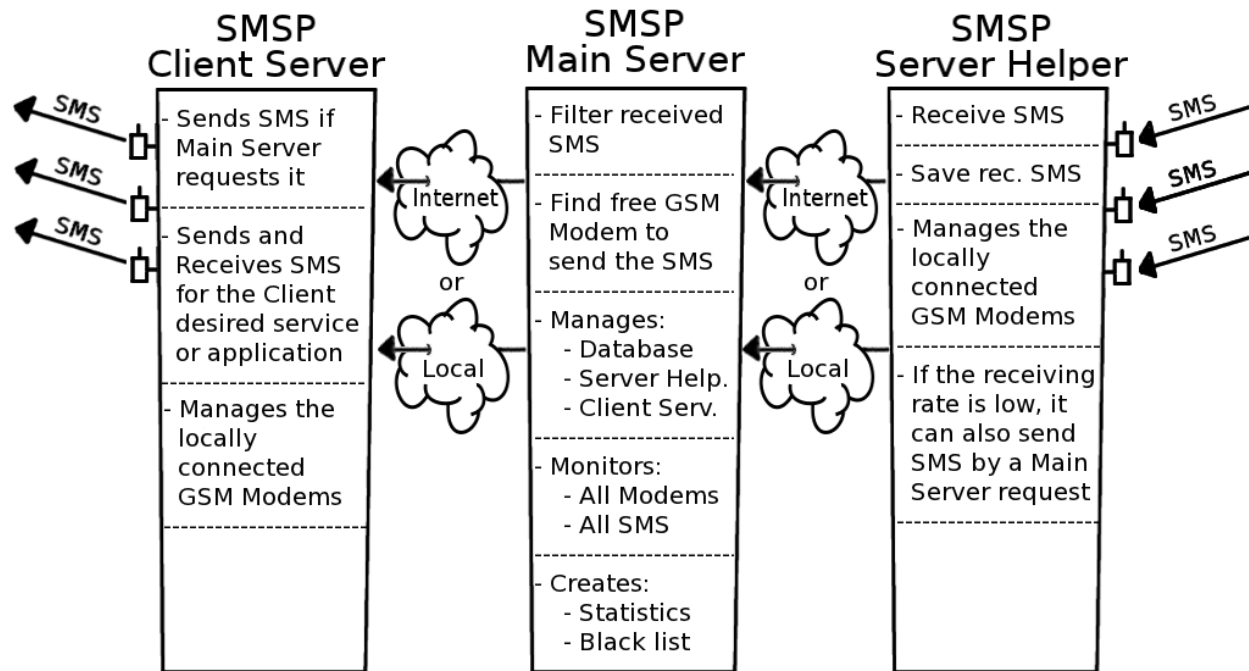 SMSP
Client Server
SMS
SMS
SMS
- Sends SMS if
Main Server
requests it
- Sends and
Receives SMS
for the Client
desired service
or application
- Manages the
locally
connected
GSM Modems
Internet
or
Local
SMSP
Main Server
- Filter received
SMS
- Find free GSM
Modem to
send the SMS
- Manages:
- Database
- Server Help.
- Client Serv.
- Monitors:
- All Modems
- All SMS
- Creates:
- Statistics
- Black list
Internet
or
Local
SMSP
Server Helper
- Receive SMS
- Save rec. SMS
- Manages the
locally
connected
GSM Modems
- If the receiving
rate is low, it
can also send
SMS by a Main
Server request
SMS
SMS
SMS